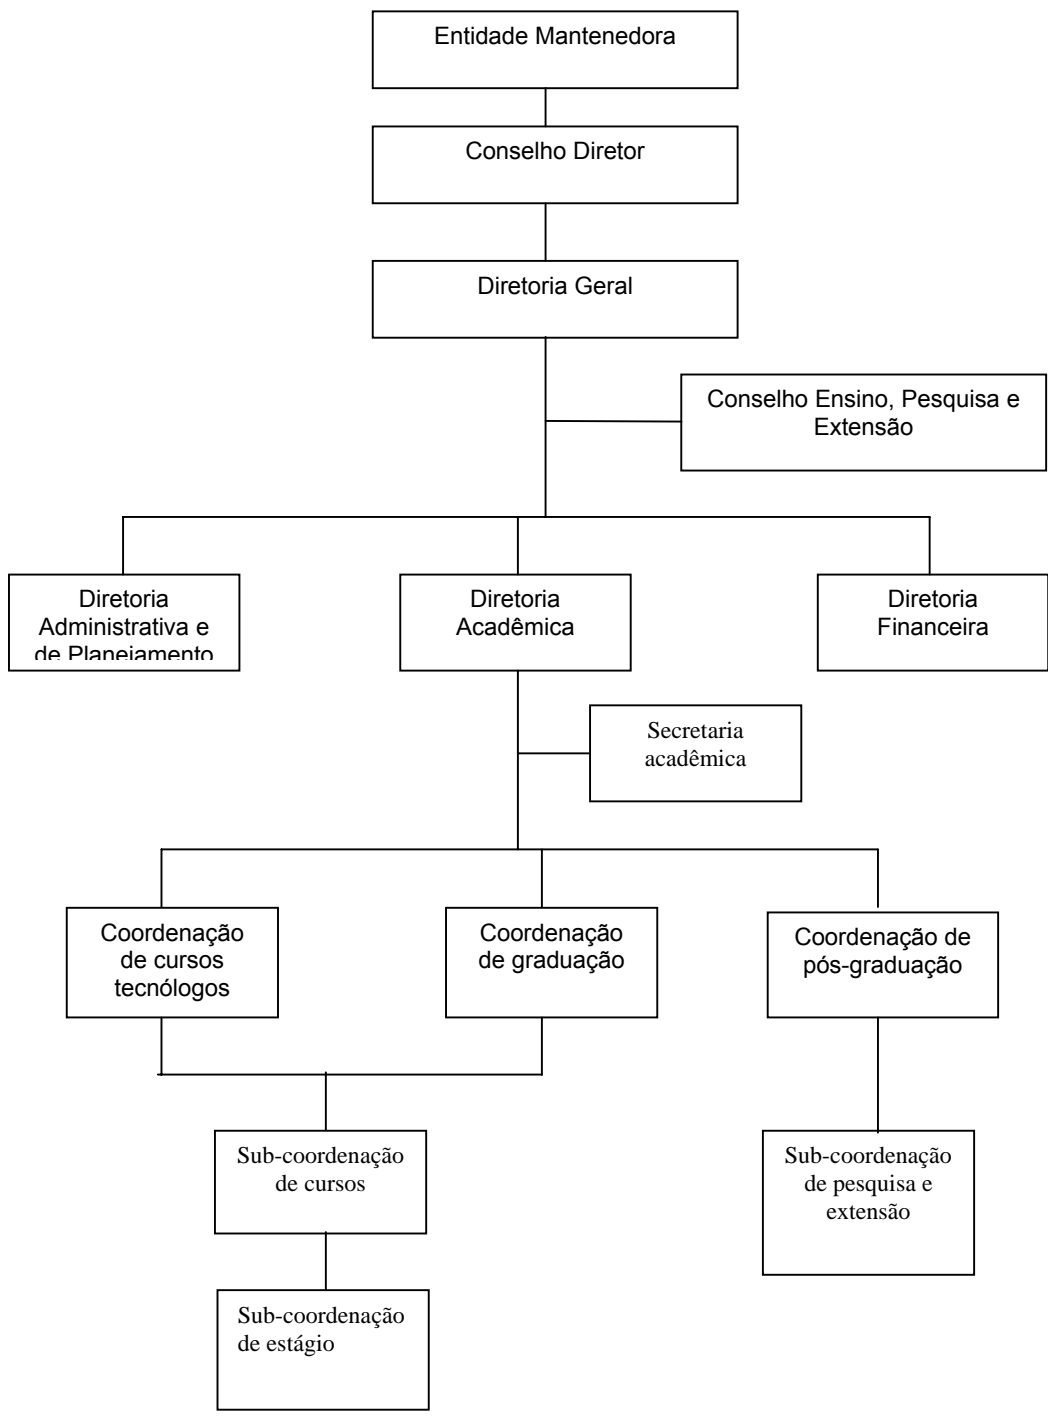 Entidade Mantenedora
Conselho Diretor
Diretoria Geral
Conselho Ensino, Pesquisa e
Extensão
Diretoria
Administrativa e
de Planejamento
Diretoria
Acadêmica
Diretoria
Financeira
Secretaria
acadêmica
Coordenação
de cursos
tecnólogos
Coordenação
de graduação
Coordenação de
pós-graduação
Sub-coordenação
de cursos
Sub-coordenação
de pesquisa e
extensão
Sub-coordenação
de estágio